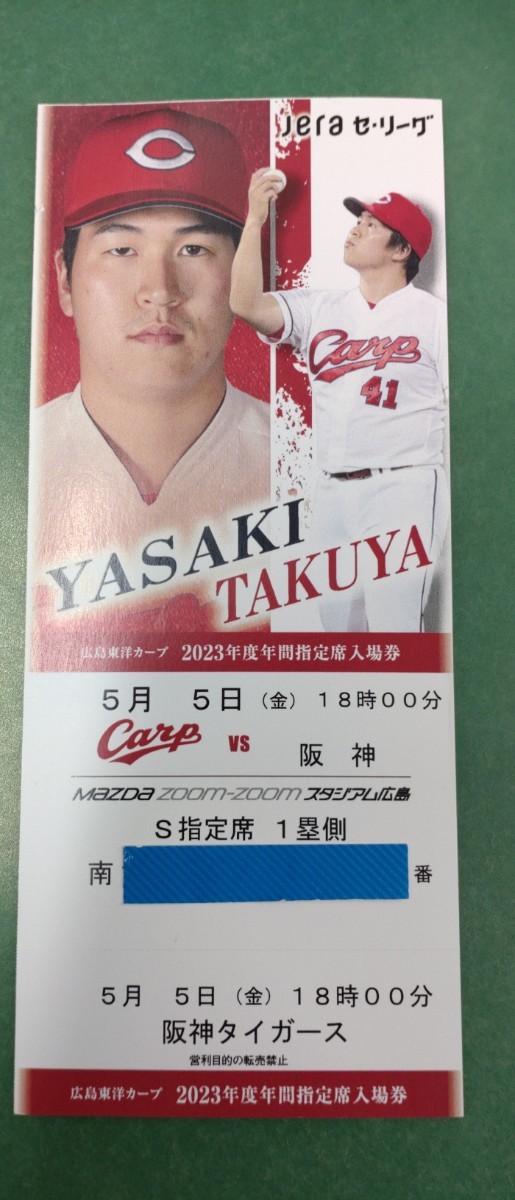 Jera セ・リーグ
C
Carp
41
YASAKI
TAKUYA
広島東洋カープ 2023年度年間指定席入場券
5月 5日(金)18時00分
Carp vs 阪 神
mazpa zoom-zoom スタジアム広島
S指定席 1塁側
南 番
5月 5日(金)18時00分
阪神タイガース
営利目的の転売禁止
広島東洋カープ 2023年度年間指定席入場券